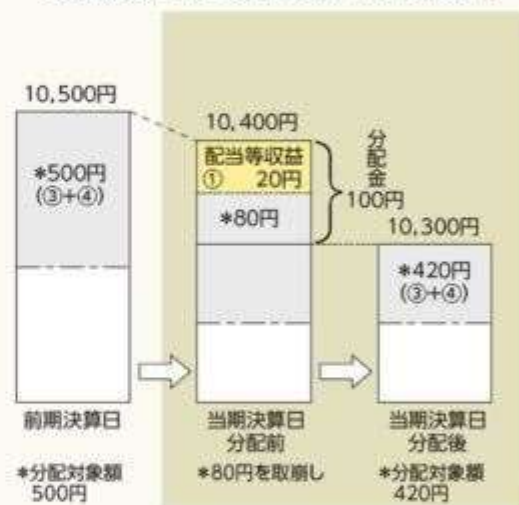 10,500円
*500円
(③+④)
前期決算日
*分配対象額
500円
10,400円
配当等収益
① 20円
*80円
分配金
100円
当期決算日
分配前
*80円を取崩し
10,300円
*420円
(③+④)
当期決算日
分配後
*分配対象額
420円